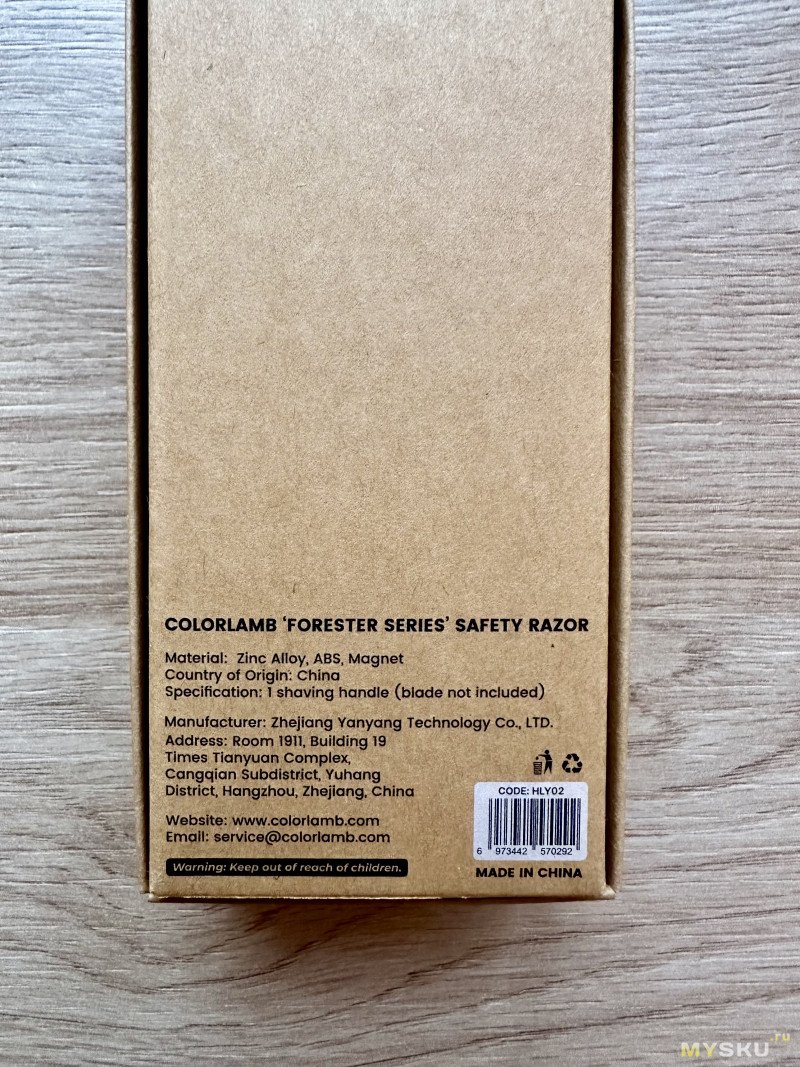 COLORLAMB ‘FORESTER SERIES’ SAFETY RAZOR
Material: Zinc Alloy, ABS, Magnet
Country of Origin: China
Specification: 1 shaving handle (blade not included)
Manufacturer: Zhejiang Yanyang Technology Co., LTD.
Address: Room 1911, Building 19
Times Tianyuan Complex,
Cangqian Subdistrict, Yuhang
District, Hangzhou, Zhejiang, China
Website: www.colorlamb.com
Email: service@colorlamb.com
Warning: Keep out of reach of children.
CODE: HLY02
6 973442 570292
MADE IN CHINA
MYSKU.ru